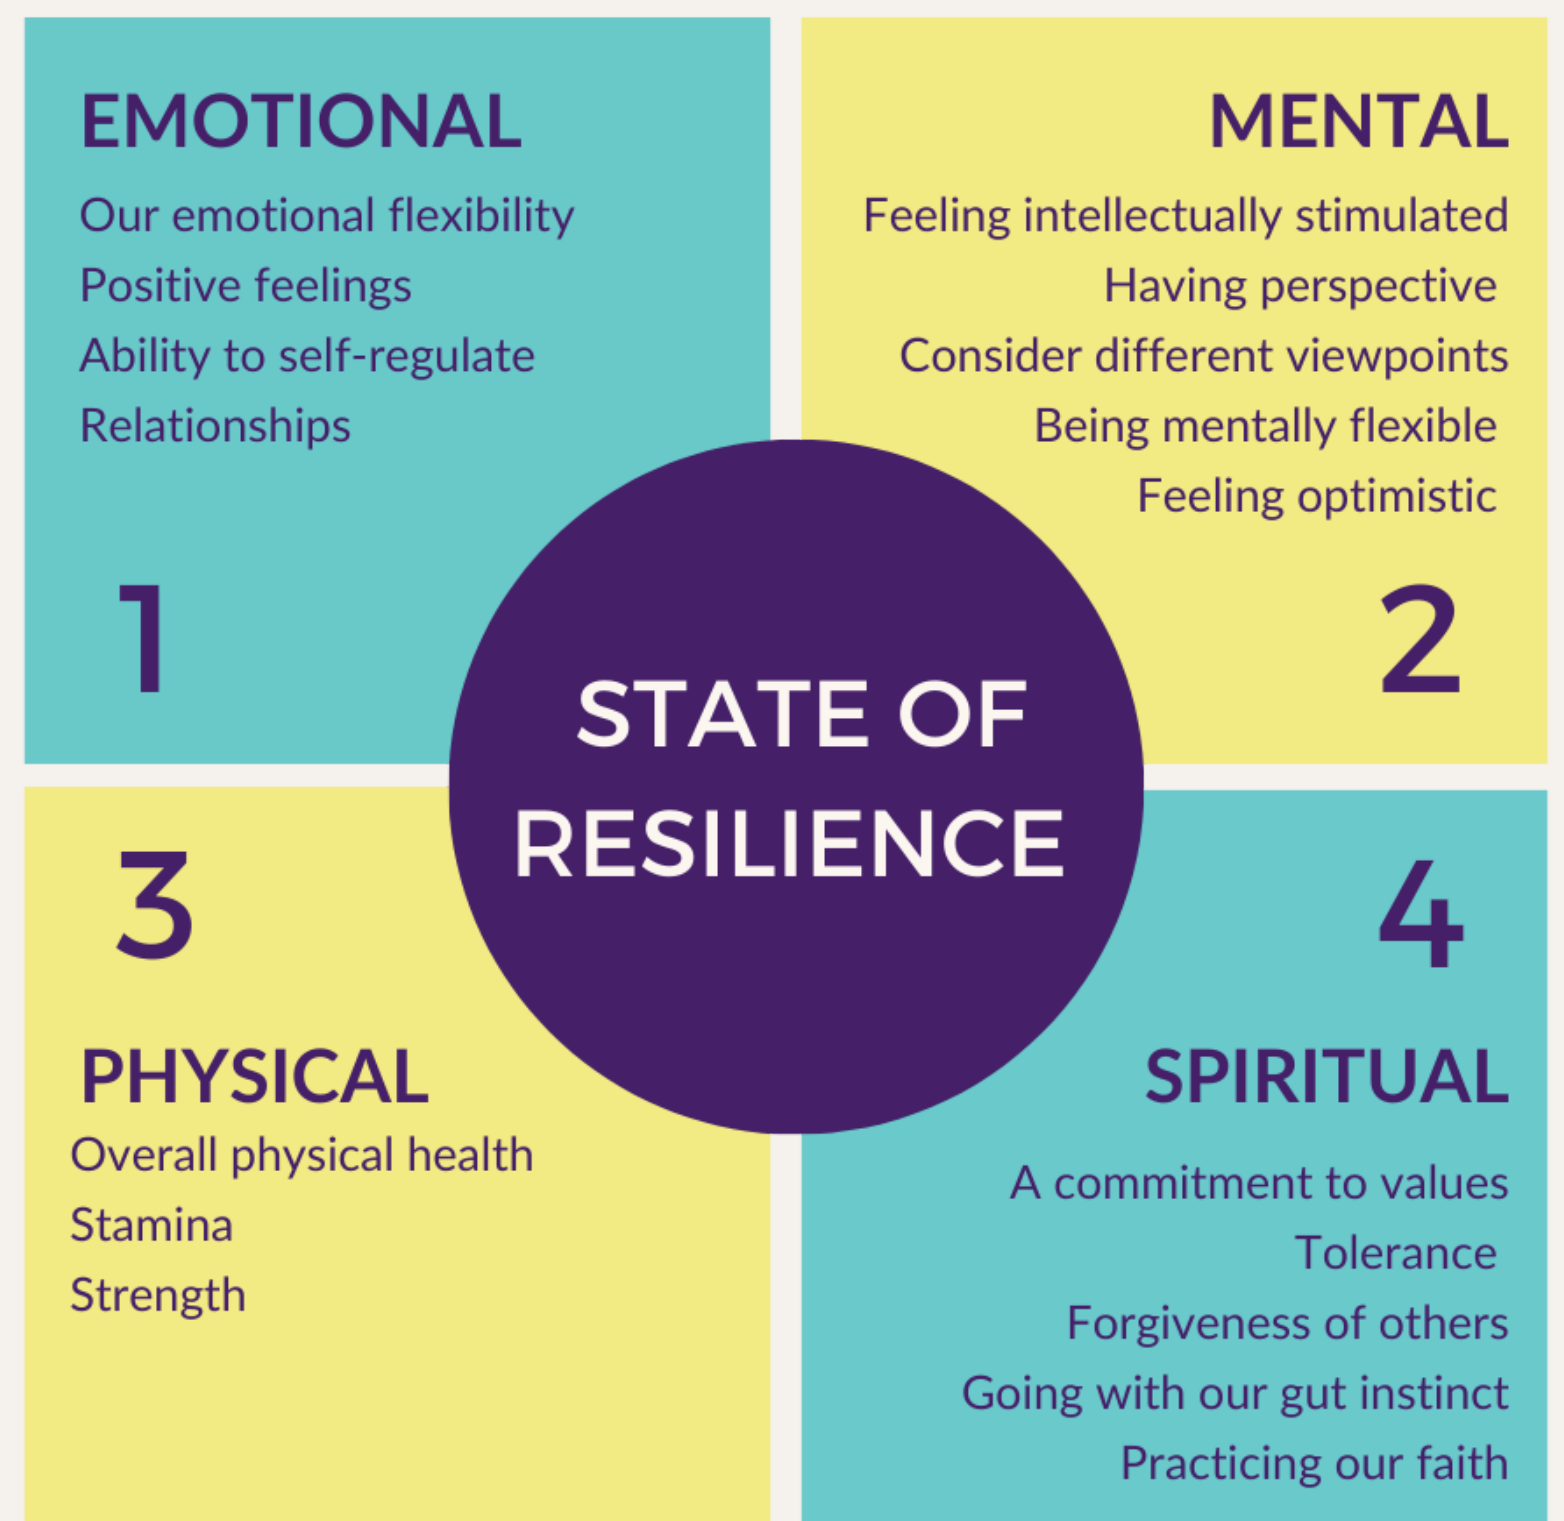 EMOTIONAL
Our emotional flexibility
Positive feelings
Ability to self-regulate
Relationships
1
MENTAL
Feeling intellectually stimulated
Having perspective
Consider different viewpoints
Being mentally flexible
Feeling optimistic
2
STATE OF
RESILIENCE
3
PHYSICAL
Overall physical health
Stamina
Strength
4
SPIRITUAL
A commitment to values
Tolerance
Forgiveness of others
Going with our gut instinct
Practicing our faith